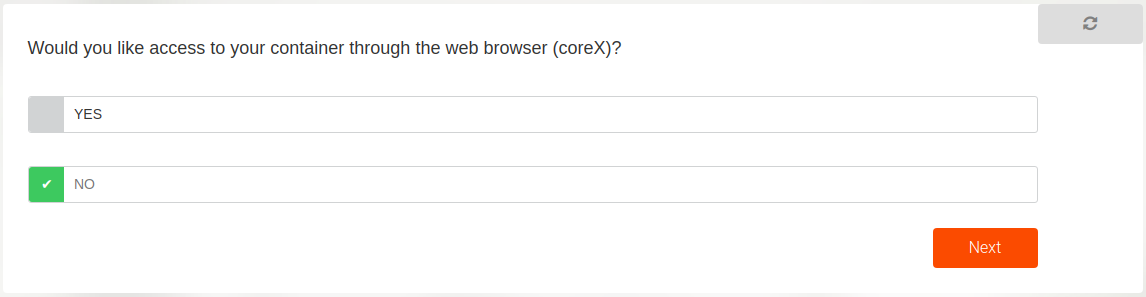 Would you like access to your container through the web browser (coreX)?
YES
NO
Next